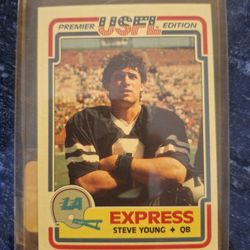 PREMIER USFL EDITION
LA
EXPRESS
STEVE YOUNG ✦ QB